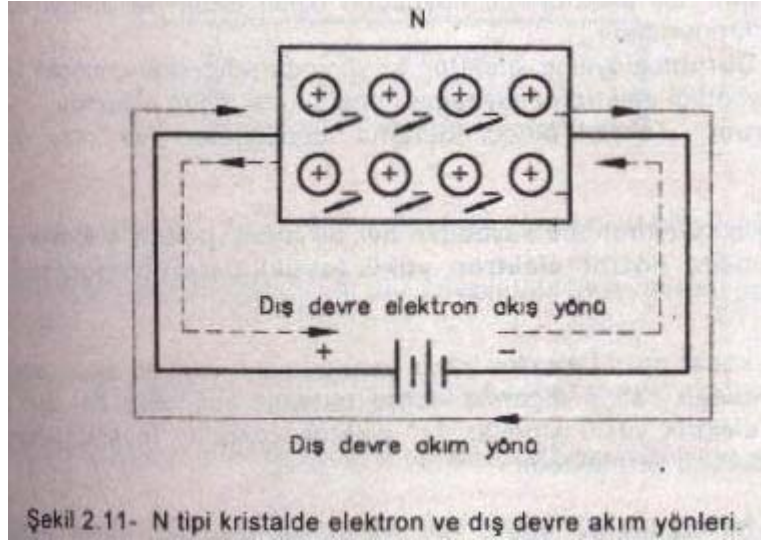 N
Dış devre elektron akış yönü
+ −
Dış devre akım yönü
Şekil 2.11- N tipi kristalde elektron ve dış devre akım yönleri.